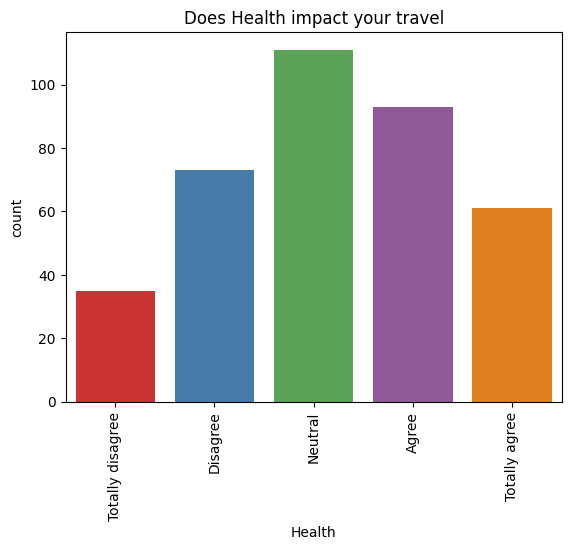 Does Health impact your travel
count
100
80
60
40
20
0
Totally disagree
Disagree
Neutral
Agree
Totally agree
Health